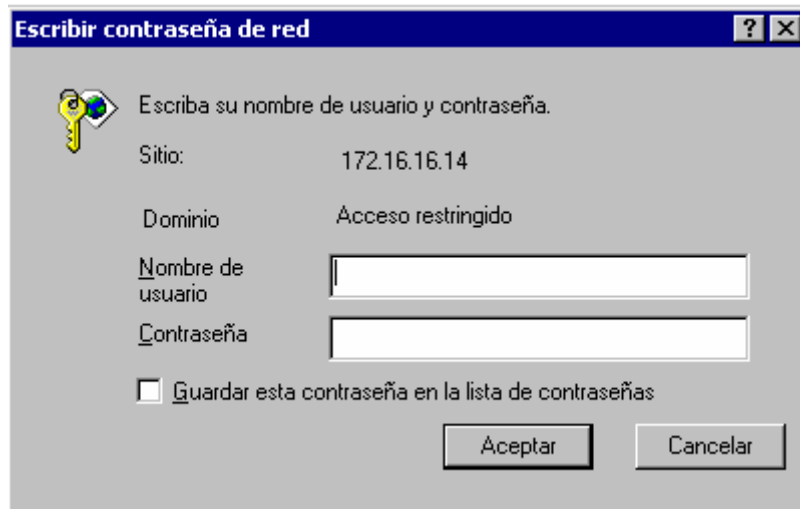 Escribir contraseña de red
Escriba su nombre de usuario y contraseña.
Sitio: 172.16.16.14
Dominio Acceso restringido
Nombre de
usuario
Contraseña
Guardar esta contraseña en la lista de contraseñas
Aceptar Cancelar